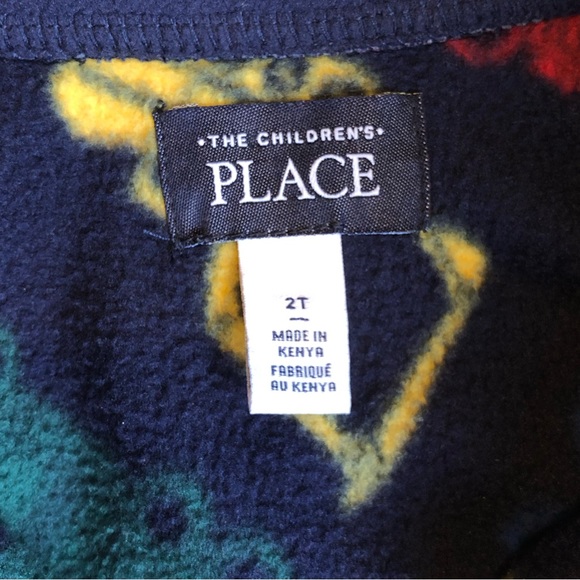 •THE CHILDREN'S•
PLACE
2T
MADE IN
KENYA
FABRIQUÉ
AU KENYA